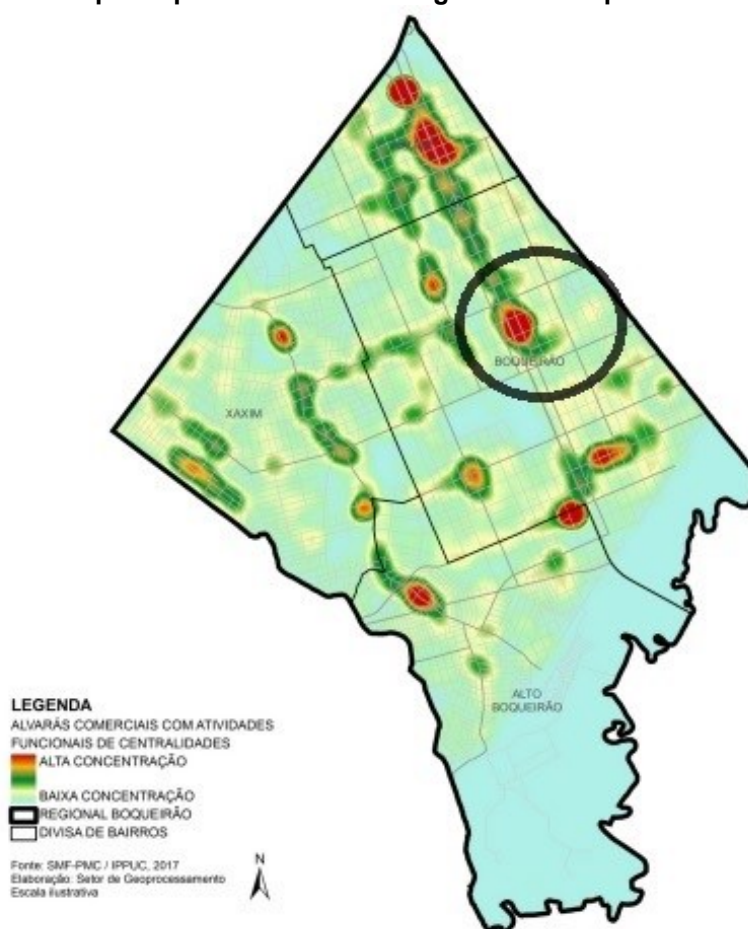 BOQUEIRÃO
XAXIM
ALTO
BOQUEIRÃO
LEGENDA
ALVARÁS COMERCIAIS COM ATIVIDADES
FUNCIONAIS DE CENTRALIDADES
ALTA CONCENTRAÇÃO
BAIXA CONCENTRAÇÃO
REGIONAL BOQUEIRÃO
DIVISA DE BAIRROS
Fonte: SMF-PMC / IPPUC, 2017
Elaboração: Setor de Geoprocessamento
Escala ilustrativa
N